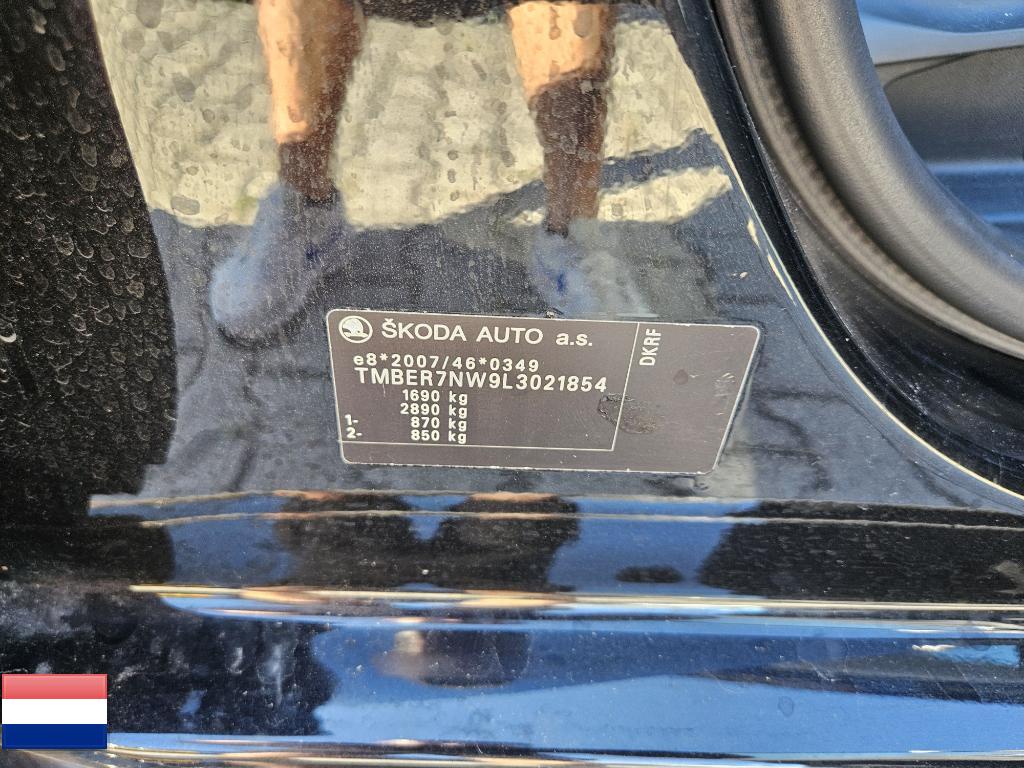 ŠKODA AUTO a.s.
DKRF
e8*2007/46*0349
TMBER7NW9L3021854
1690 kg
2890 kg
1- 870 kg
2- 850 kg